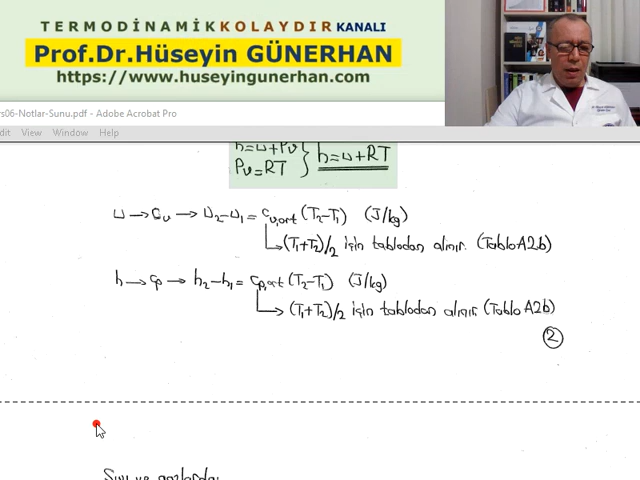 TERMODİNAMİKKOLAYDIR KANALI
Prof.Dr.Hüseyin GÜNERHAN
https://www.huseyingunerhan.com
s06-Notlar-Sunu.pdf - Adobe Acrobat Pro
dit View Window Help
h=u+Pv
Pv=RT } h=u+RT
u → cv → u2-u1 = cv,ort (T2-T1) (J/kg)
(T1+T2)/2 için tablodan alınır. (Tablo A2b)
h → cp → h2-h1 = cp,ort (T2-T1) (J/kg)
(T1+T2)/2 için tablodan alınır. (Tablo A2b)
2